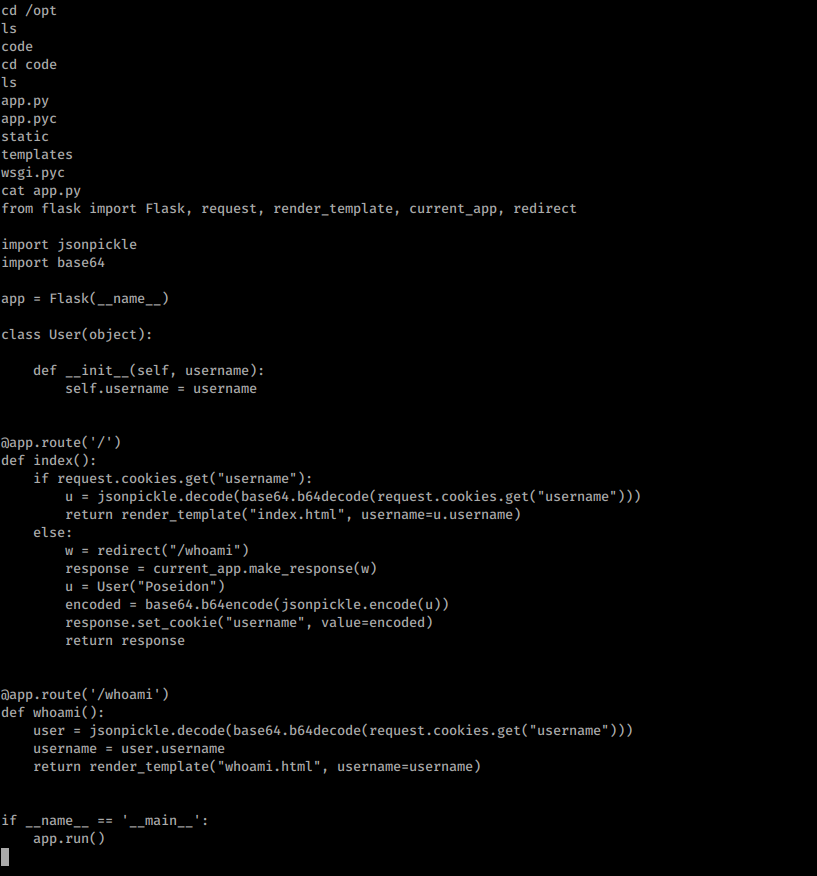 cd /opt
ls
code
cd code
ls
app.py
app.pyc
static
templates
wsgi.pyc
cat app.py
from flask import Flask, request, render_template, current_app, redirect

import jsonpickle
import base64

app = Flask(__name__)

class User(object):

    def __init__(self, username):
        self.username = username


@app.route('/')
def index():
    if request.cookies.get("username"):
        u = jsonpickle.decode(base64.b64decode(request.cookies.get("username")))
        return render_template("index.html", username=u.username)
    else:
        w = redirect("/whoami")
        response = current_app.make_response(w)
        u = User("Poseidon")
        encoded = base64.b64encode(jsonpickle.encode(u))
        response.set_cookie("username", value=encoded)
        return response


@app.route('/whoami')
def whoami():
    user = jsonpickle.decode(base64.b64decode(request.cookies.get("username")))
    username = user.username
    return render_template("whoami.html", username=username)


if __name__ == '__main__':
    app.run()